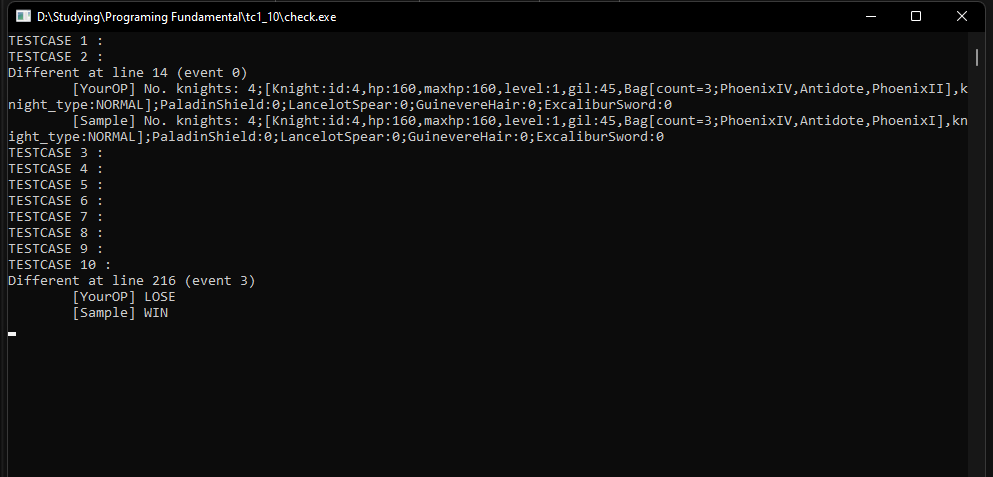 D:\Studying\Programing Fundamental\tc1_10\check.exe
TESTCASE 1 :
TESTCASE 2 :
Different at line 14 (event 0)
[YourOP] No. knights: 4;[Knight:id:4,hp:160,maxhp:160,level:1,gil:45,Bag[count=3;PhoenixIV,Antidote,PhoenixII],k
night_type:NORMAL];PaladinShield:0;LancelotSpear:0;GuinevereHair:0;ExcaliburSword:0
[Sample] No. knights: 4;[Knight:id:4,hp:160,maxhp:160,level:1,gil:45,Bag[count=3;PhoenixIV,Antidote,PhoenixI],kn
ight_type:NORMAL];PaladinShield:0;LancelotSpear:0;GuinevereHair:0;ExcaliburSword:0
TESTCASE 3 :
TESTCASE 4 :
TESTCASE 5 :
TESTCASE 6 :
TESTCASE 7 :
TESTCASE 8 :
TESTCASE 9 :
TESTCASE 10 :
Different at line 216 (event 3)
[YourOP] LOSE
[Sample] WIN